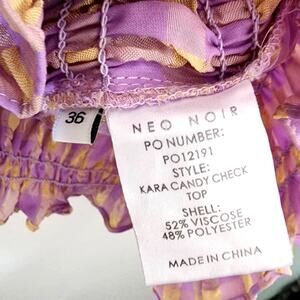 36
NEO NOIR
PO NUMBER:
PO12191
STYLE:
KARA CANDY CHECK
TOP
SHELL:
52% VISCOSE
48% POLYESTER
MADE IN CHINA